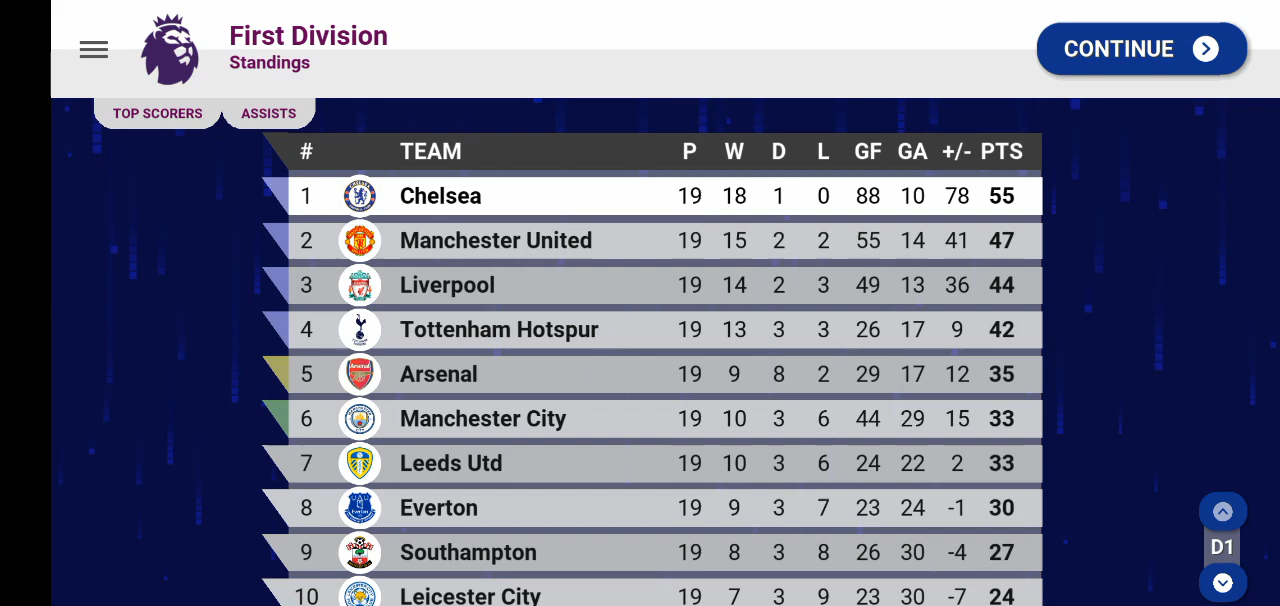 First Division
Standings
CONTINUE
TOP SCORERS ASSISTS
# TEAM P W D L GF GA +/- PTS
1 Chelsea 19 18 1 0 88 10 78 55
2 Manchester United 19 15 2 2 55 14 41 47
3 Liverpool 19 14 2 3 49 13 36 44
4 Tottenham Hotspur 19 13 3 3 26 17 9 42
5 Arsenal 19 9 8 2 29 17 12 35
6 Manchester City 19 10 3 6 44 29 15 33
7 Leeds Utd 19 10 3 6 24 22 2 33
8 Everton 19 9 3 7 23 24 -1 30
9 Southampton 19 8 3 8 26 30 -4 27
10 Leicester City 19 7 3 9 23 30 -7 24
D1